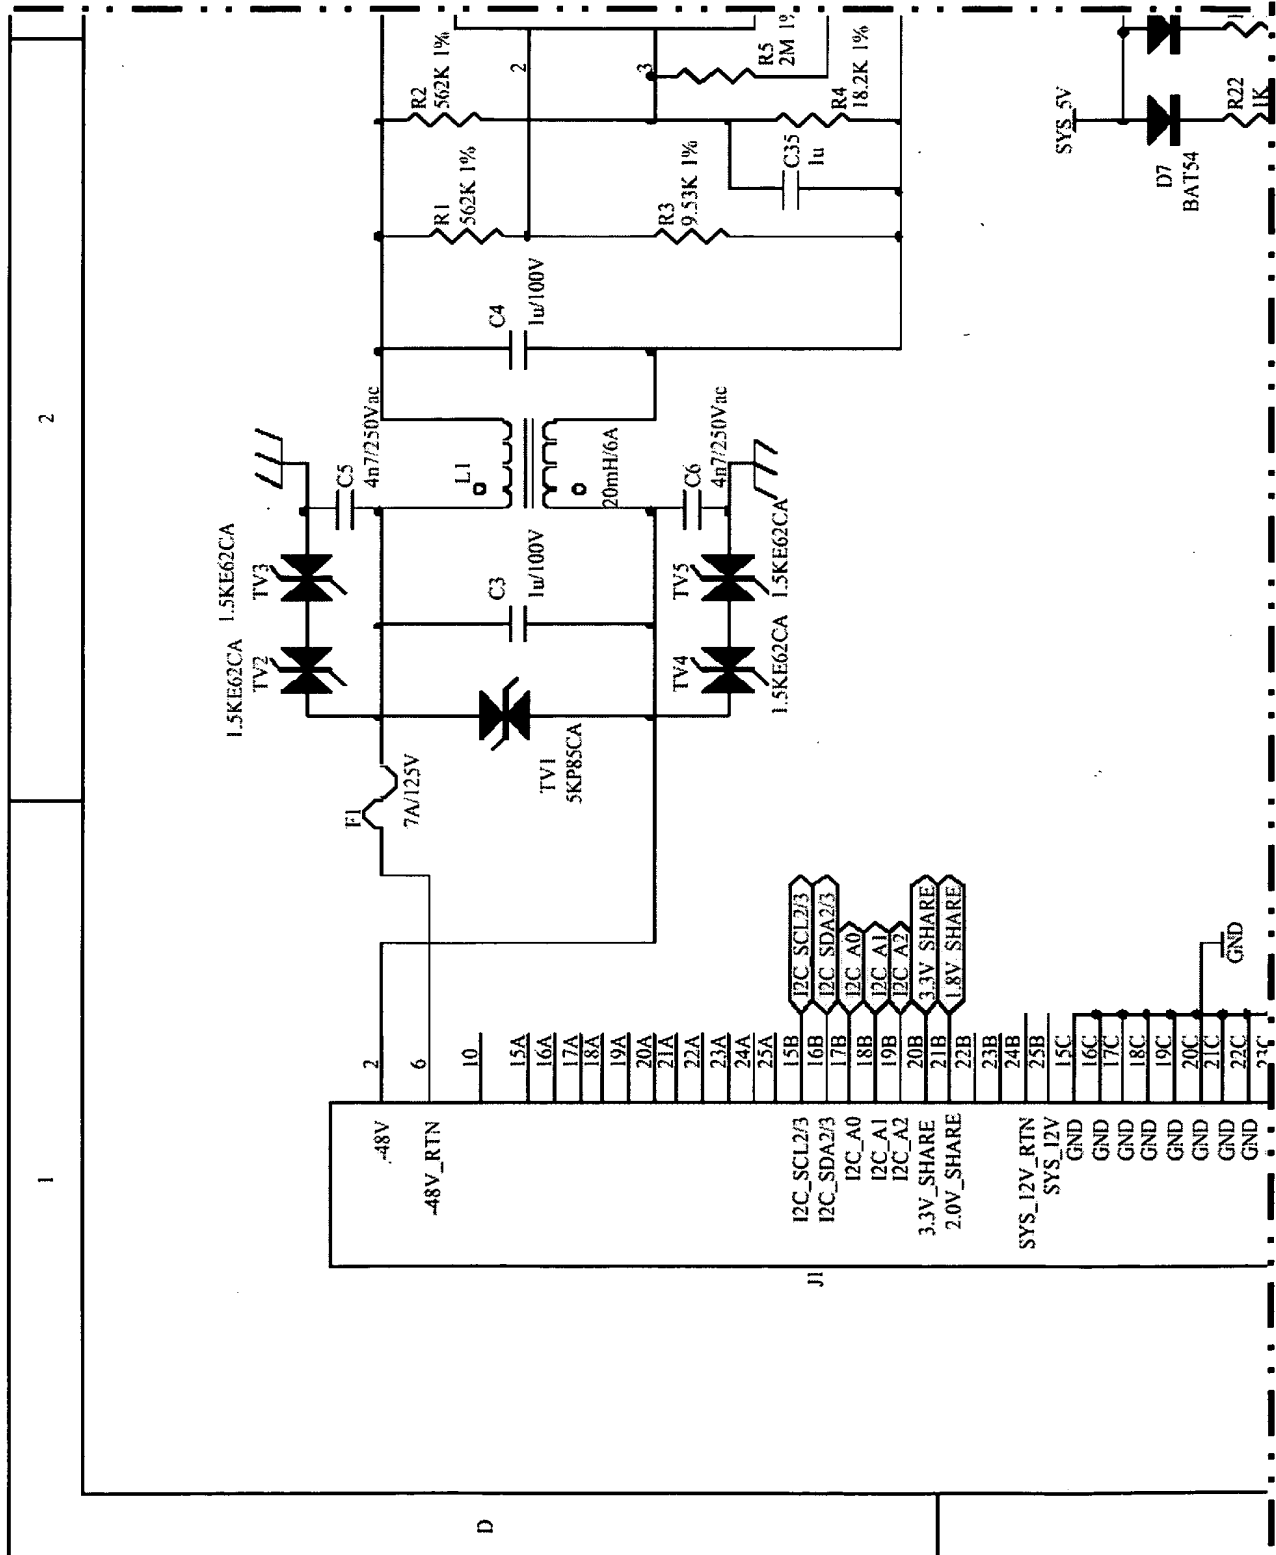 1
2
D
J1
-48V
-48V_RTN
I2C_SCL2/3
I2C_SDA2/3
I2C_A0
I2C_A1
I2C_A2
3.3V_SHARE
2.0V_SHARE
SYS_12V_RTN
SYS_12V
GND
GND
GND
GND
GND
GND
GND
GND
2
6
10
15A
16A
17A
18A
19A
20A
21A
22A
23A
24A
25A
15B
16B
17B
18B
19B
20B
21B
22B
23B
24B
25B
15C
16C
17C
18C
19C
20C
21C
22C
23C
I2C_SCL2/3
I2C_SDA2/3
I2C_A0
I2C_A1
I2C_A2
3.3V_SHARE
1.8V_SHARE
GND
F1
7A/125V
TV1
5KP85CA
1.5KE62CA
TV2
1.5KE62CA
TV3
TV4
1.5KE62CA
TV5
1.5KE62CA
C3
1u/100V
C5
4n7/250Vac
L1
20mH/6A
C6
4n7/250Vac
C4
1u/100V
R1
562K 1%
R2
562K 1%
R3
9.53K 1%
C35
1u
R4
18.2K 1%
R5
2M
2
3
SYS_5V
D7
BAT54
R22
1K